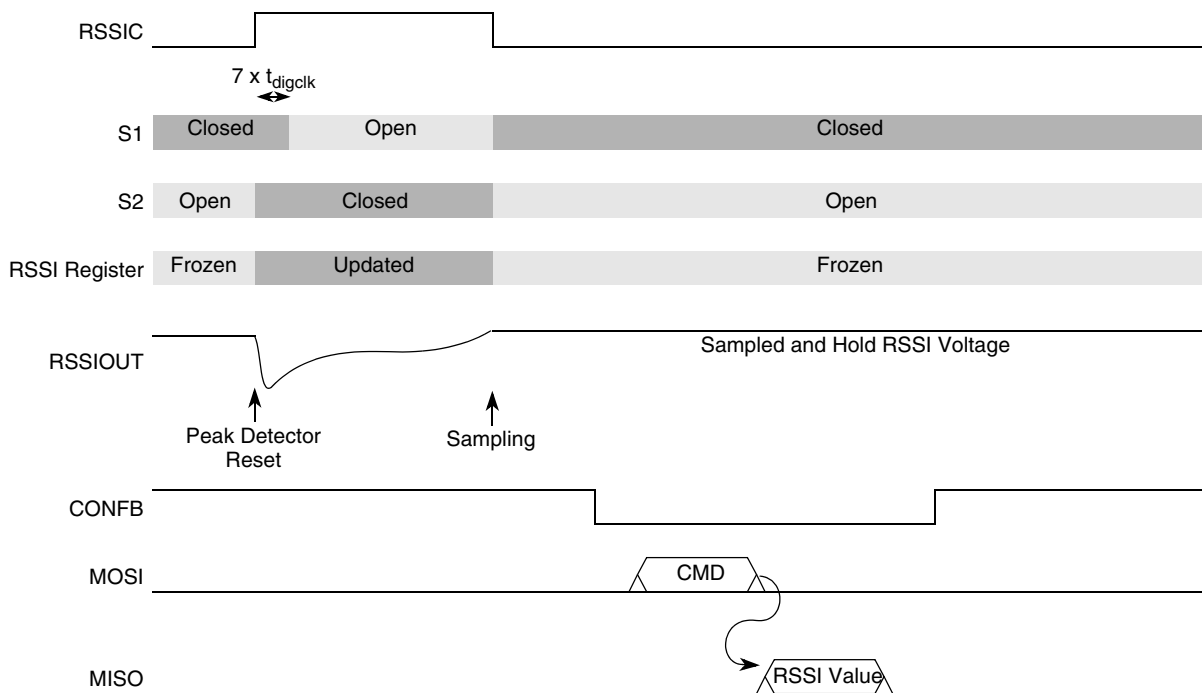 RSSIC
7 x tdigclk
S1 Closed Open Closed
S2 Open Closed Open
RSSI Register Frozen Updated Frozen
RSSIOUT Sampled and Hold RSSI Voltage
Peak Detector
Reset
Sampling
CONFB
MOSI CMD
MISO RSSI Value